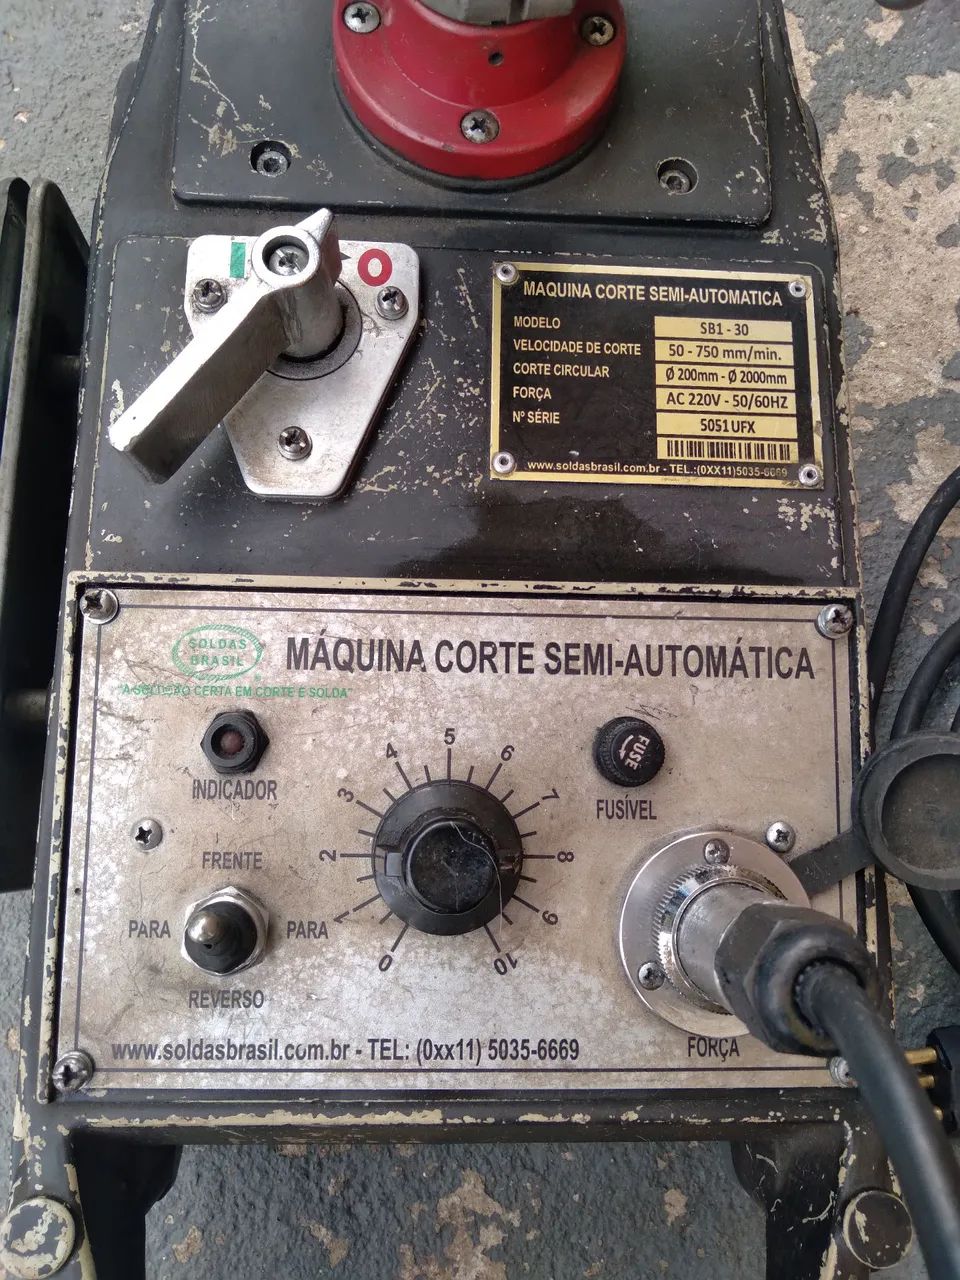 O
MAQUINA CORTE SEMI-AUTOMATICA
MODELO SB1 - 30
VELOCIDADE DE CORTE 50 - 750 mm/min.
CORTE CIRCULAR Ø 200mm - Ø 2000mm
FORÇA AC 220V - 50/60HZ
Nº SÉRIE 5051UFX
www.soldasbrasil.com.br - TEL.:(0XX11)5035-6669
SOLDAS
BRASIL
®
MÁQUINA CORTE SEMI-AUTOMÁTICA
"A SOLUÇÃO CERTA EM CORTE E SOLDA"
INDICADOR
0 1 2 3 4 5 6 7 8 9 10
FUSE
FUSÍVEL
FRENTE
PARA PARA
REVERSO
www.soldasbrasil.com.br - TEL: (0xx11) 5035-6669
FORÇA